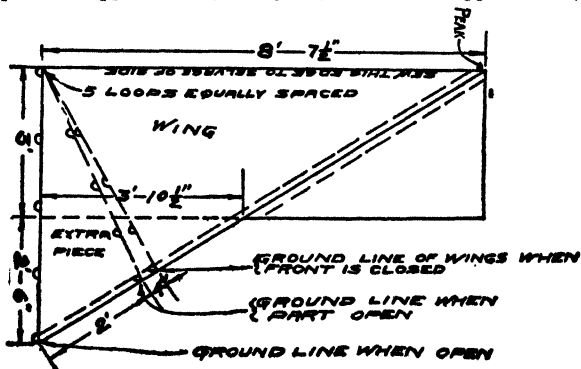 PEAK
8'-7½"
SEW THIS EDGE TO SELVAGE OF SIDE
5 LOOPS EQUALLY SPACED
WING
3'-10½"
EXTRA
PIECE
GROUND LINE OF WINGS WHEN
FRONT IS CLOSED
GROUND LINE WHEN
PART OPEN
2'
GROUND LINE WHEN OPEN